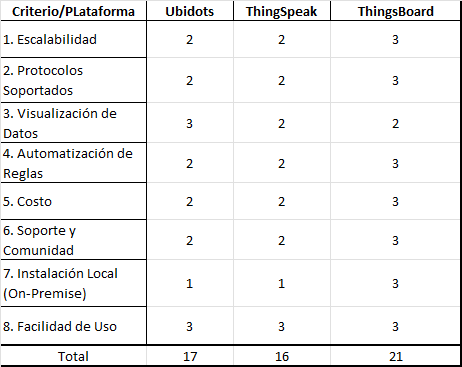 Criterio/PLataforma Ubidots ThingSpeak ThingsBoard
1. Escalabilidad 2 2 3
2. Protocolos
Soportados 2 2 3
3. Visualización de
Datos 3 2 2
4. Automatización de
Reglas 2 2 3
5. Costo 2 2 3
6. Soporte y
Comunidad 2 2 3
7. Instalación Local
(On-Premise) 1 1 3
8. Facilidad de Uso 3 3 3
Total 17 16 21